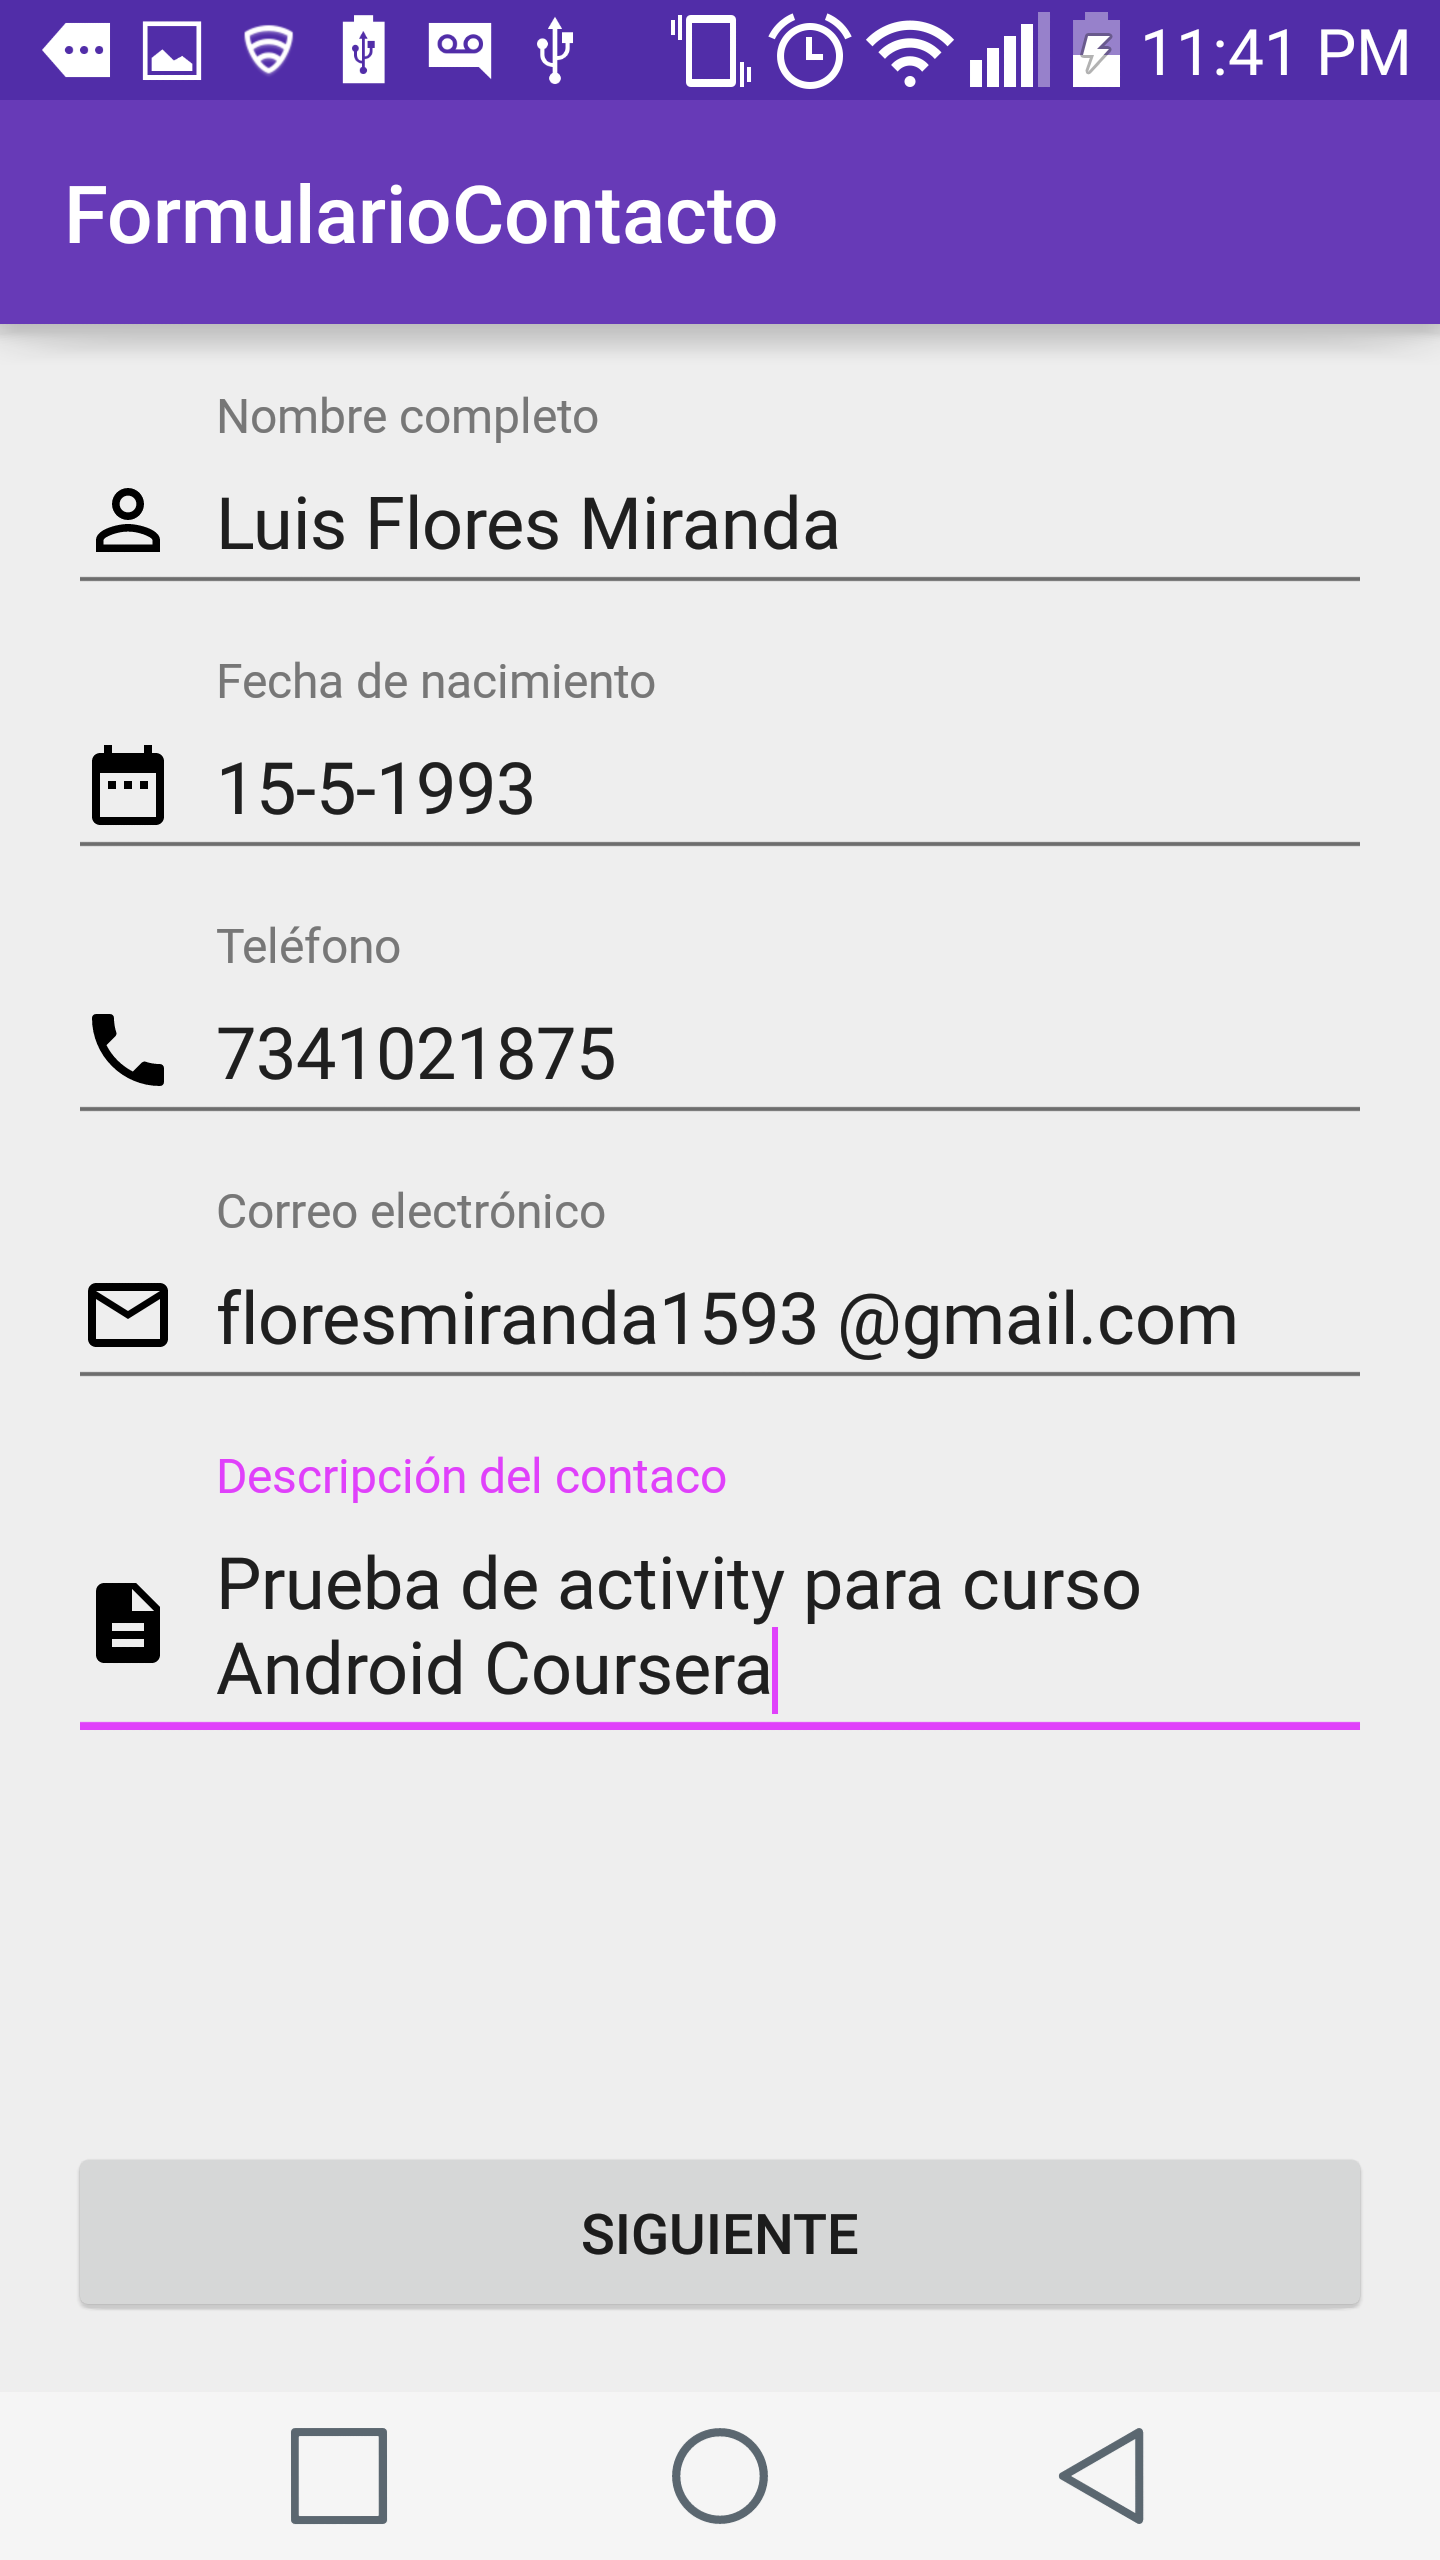 11:41 PM
FormularioContacto
Nombre completo
Luis Flores Miranda
Fecha de nacimiento
15-5-1993
Teléfono
7341021875
Correo electrónico
floresmiranda1593 @gmail.com
Descripción del contaco
Prueba de activity para curso
Android Coursera
SIGUIENTE